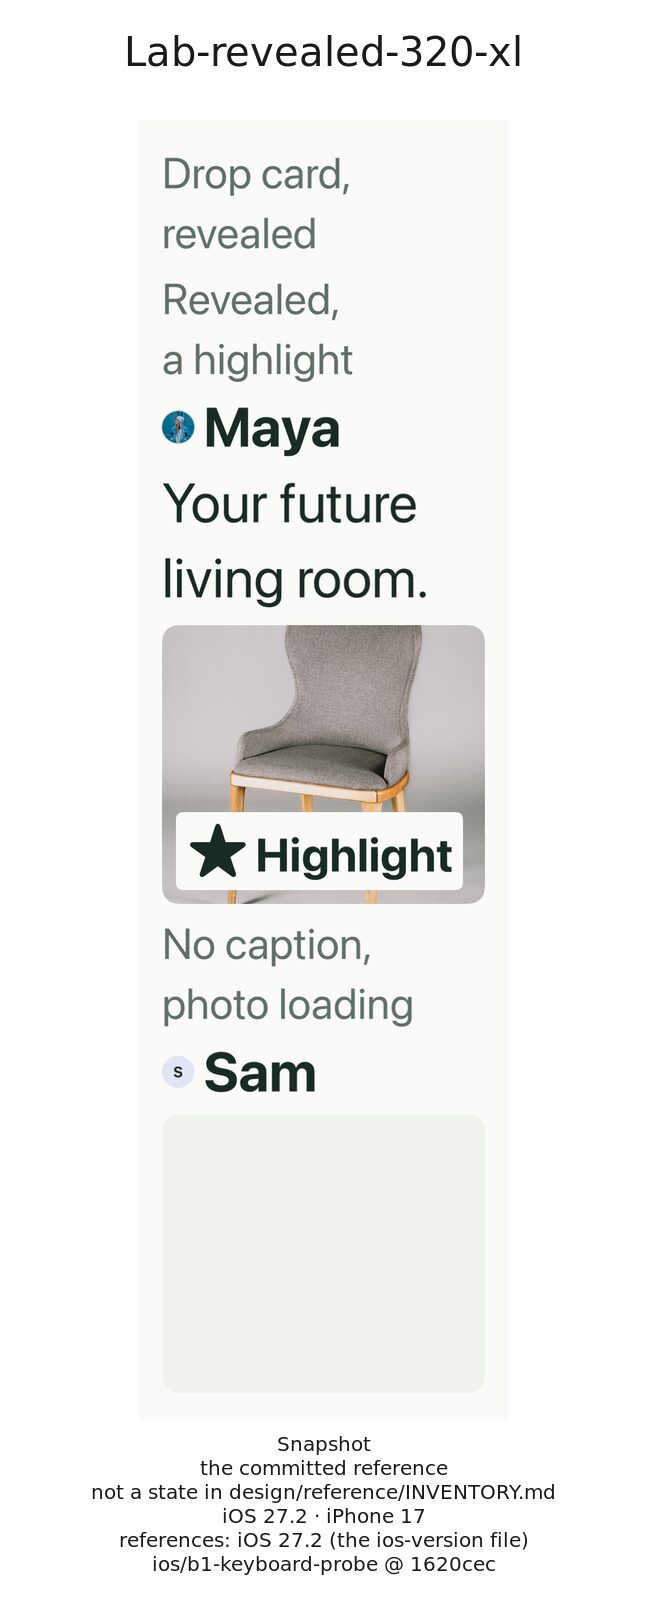 Lab-revealed-320-xl
Drop card,
revealed
Revealed,
a highlight
Maya
Your future
living room.
Highlight
No caption,
photo loading
S
Sam
Snapshot
the committed reference
not a state in design/reference/INVENTORY.md
iOS 27.2 · iPhone 17
references: iOS 27.2 (the ios-version file)
ios/b1-keyboard-probe @ 1620cec